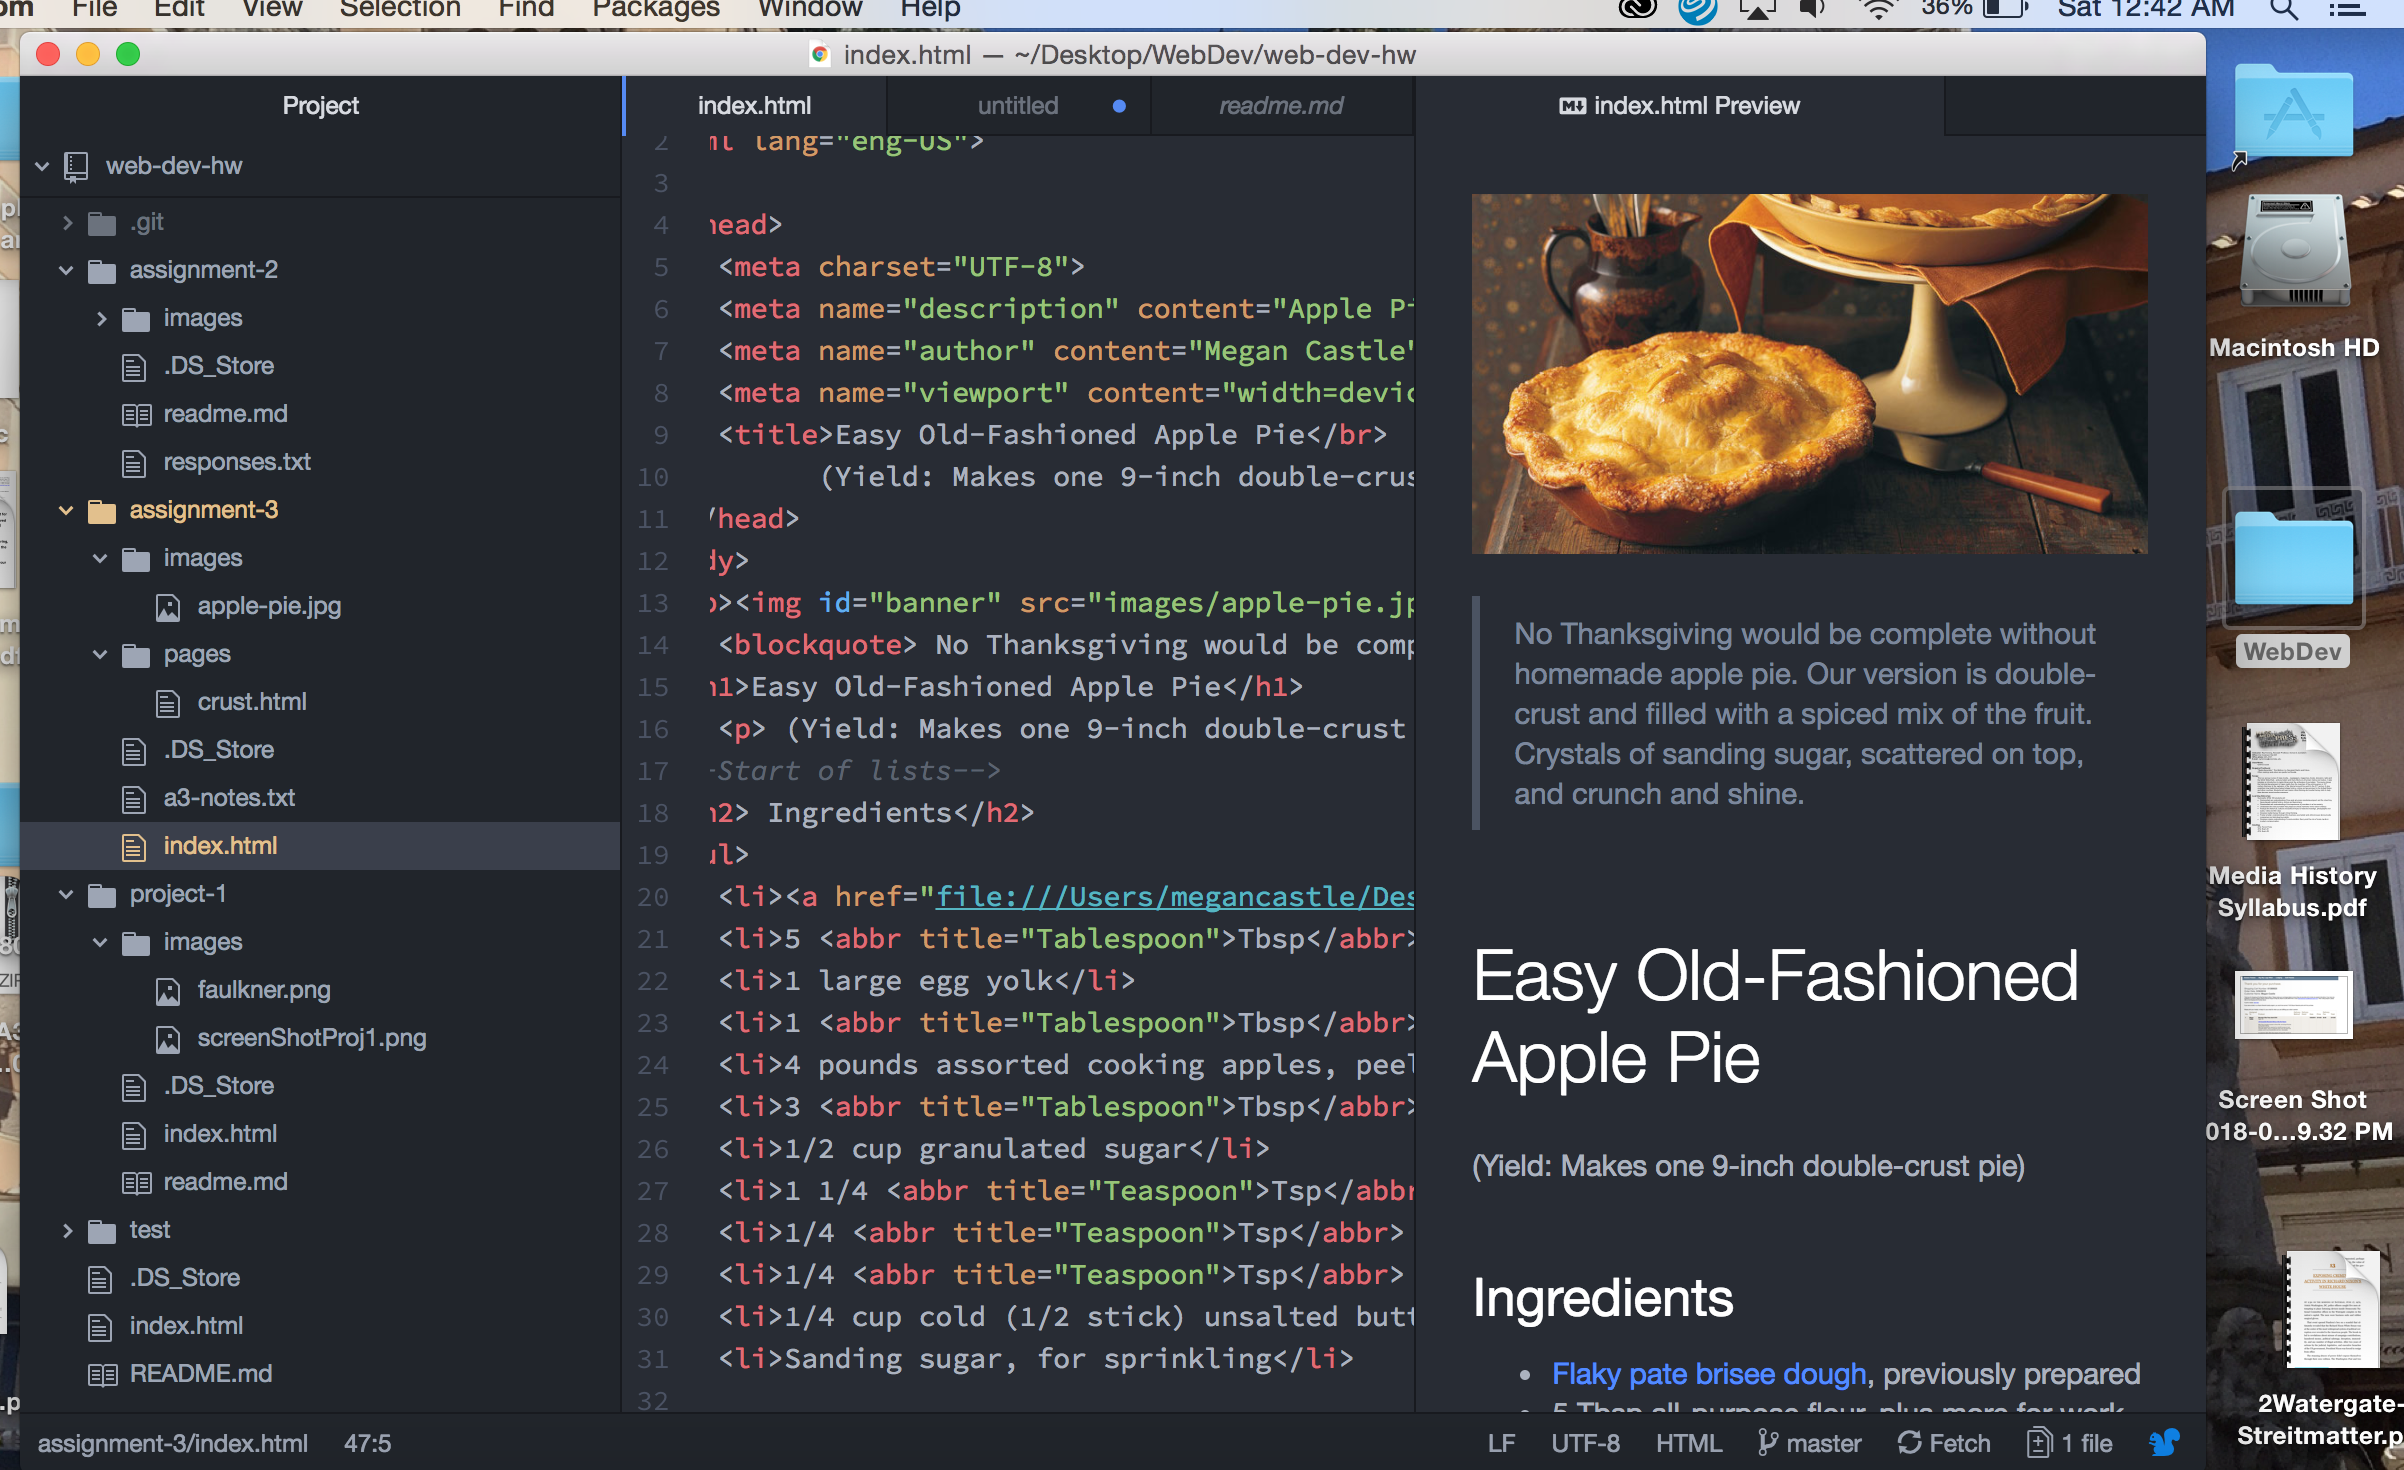 File Edit View Selection Find Packages Window Help 36% Sat 12:42 AM
index.html — ~/Desktop/WebDev/web-dev-hw
Project
web-dev-hw
.git
assignment-2
images
.DS_Store
readme.md
responses.txt
assignment-3
images
apple-pie.jpg
pages
crust.html
.DS_Store
a3-notes.txt
index.html
project-1
images
faulkner.png
screenShotProj1.png
.DS_Store
index.html
readme.md
test
.DS_Store
index.html
README.md
index.html untitled readme.md
2 lang="eng-US">
3
4 head>
5 <meta charset="UTF-8">
6 <meta name="description" content="Apple Pi
7 <meta name="author" content="Megan Castle"
8 <meta name="viewport" content="width=devic
9 <title>Easy Old-Fashioned Apple Pie</br>
10 (Yield: Makes one 9-inch double-crus
11 /head>
12 dy>
13 p><img id="banner" src="images/apple-pie.jp
14 <blockquote> No Thanksgiving would be comp
15 h1>Easy Old-Fashioned Apple Pie</h1>
16 <p> (Yield: Makes one 9-inch double-crust
17 -Start of lists-->
18 h2> Ingredients</h2>
19 ul>
20 <li><a href="file:///Users/megancastle/Des
21 <li>5 <abbr title="Tablespoon">Tbsp</abbr>
22 <li>1 large egg yolk</li>
23 <li>1 <abbr title="Tablespoon">Tbsp</abbr>
24 <li>4 pounds assorted cooking apples, peel
25 <li>3 <abbr title="Tablespoon">Tbsp</abbr>
26 <li>1/2 cup granulated sugar</li>
27 <li>1 1/4 <abbr title="Teaspoon">Tsp</abbr
28 <li>1/4 <abbr title="Teaspoon">Tsp</abbr>
29 <li>1/4 <abbr title="Teaspoon">Tsp</abbr>
30 <li>1/4 cup cold (1/2 stick) unsalted butt
31 <li>Sanding sugar, for sprinkling</li>
32
index.html Preview
No Thanksgiving would be complete without
homemade apple pie. Our version is double-
crust and filled with a spiced mix of the fruit.
Crystals of sanding sugar, scattered on top,
and crunch and shine.
Easy Old-Fashioned
Apple Pie
(Yield: Makes one 9-inch double-crust pie)
Ingredients
Flaky pate brisee dough, previously prepared
5 Tbsp all-purpose flour, plus more for work
assignment-3/index.html 47:5 LF UTF-8 HTML master Fetch 1 file
Macintosh HD
WebDev
Media History
Syllabus.pdf
Screen Shot
018-0...9.32 PM
2Watergate-
Streitmatter.p